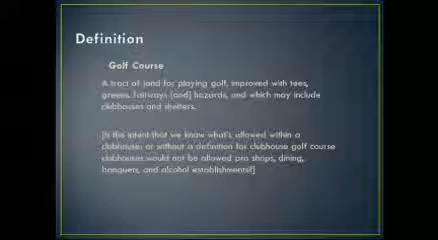 Definition
Golf Course
A tract of land for playing golf, improved with tees,
greens, fairways [and] hazards, and which may include
clubhouses and shelters.
[Is the intent that we know what's allowed within a
clubhouse; or without a definition for clubhouse golf course
clubhouses would not be allowed pro shops, dining,
banquets, and alcohol establishments?]